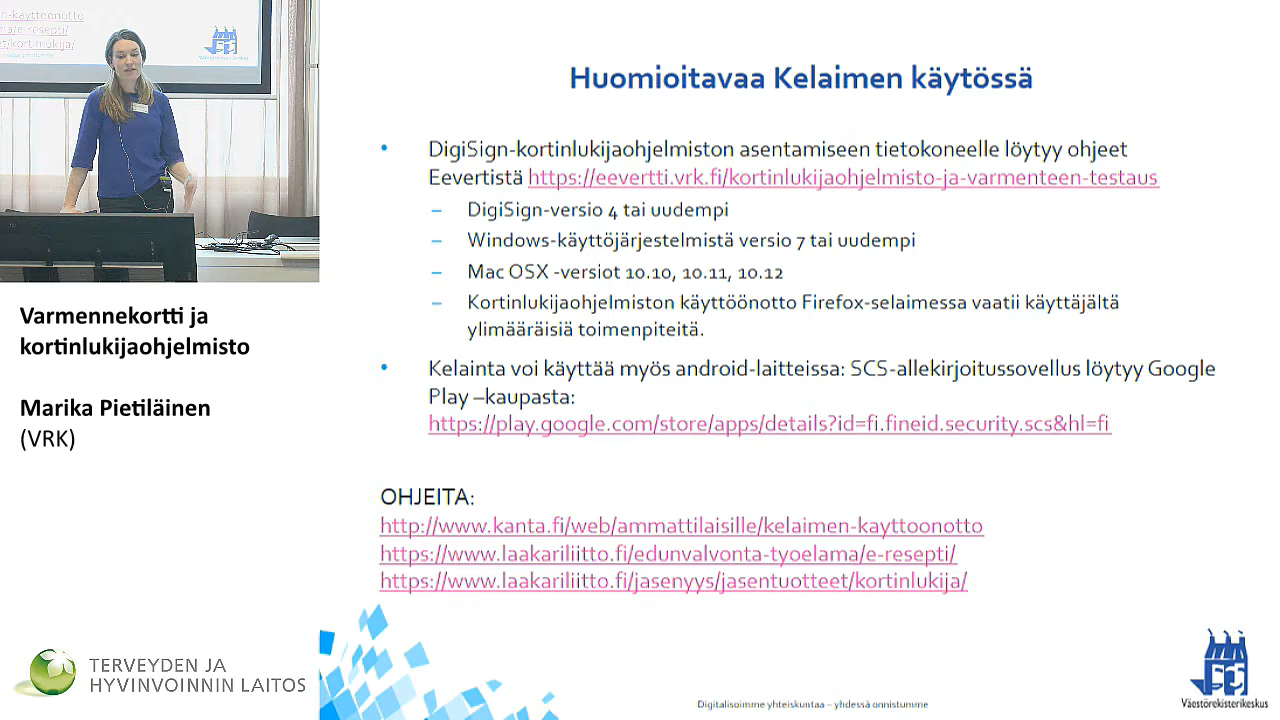 n-kayttoonotto
ma/e-resepti/
et/kortinlukija/
Varmennekortti ja
kortinlukijaohjelmisto
Marika Pietiläinen
(VRK)
TERVEYDEN JA
HYVINVOINNIN LAITOS
Huomioitavaa Kelaimen käytössä
• DigiSign-kortinlukijaohjelmiston asentamiseen tietokoneelle löytyy ohjeet
Eevertistä https://eevertti.vrk.fi/kortinlukijaohjelmisto-ja-varmenteen-testaus
– DigiSign-versio 4 tai uudempi
– Windows-käyttöjärjestelmistä versio 7 tai uudempi
– Mac OSX -versiot 10.10, 10.11, 10.12
– Kortinlukijaohjelmiston käyttöönotto Firefox-selaimessa vaatii käyttäjältä
ylimääräisiä toimenpiteitä.
• Kelainta voi käyttää myös android-laitteissa: SCS-allekirjoitussovellus löytyy Google
Play –kaupasta:
https://play.google.com/store/apps/details?id=fi.fineid.security.scs&hl=fi
OHJEITA:
http://www.kanta.fi/web/ammattilaisille/kelaimen-kayttoonotto
https://www.laakariliitto.fi/edunvalvonta-tyoelama/e-resepti/
https://www.laakariliitto.fi/jasenyys/jasentuotteet/kortinlukija/
Digitalisoimme yhteiskuntaa – yhdessä onnistumme
Väestörekisterikeskus